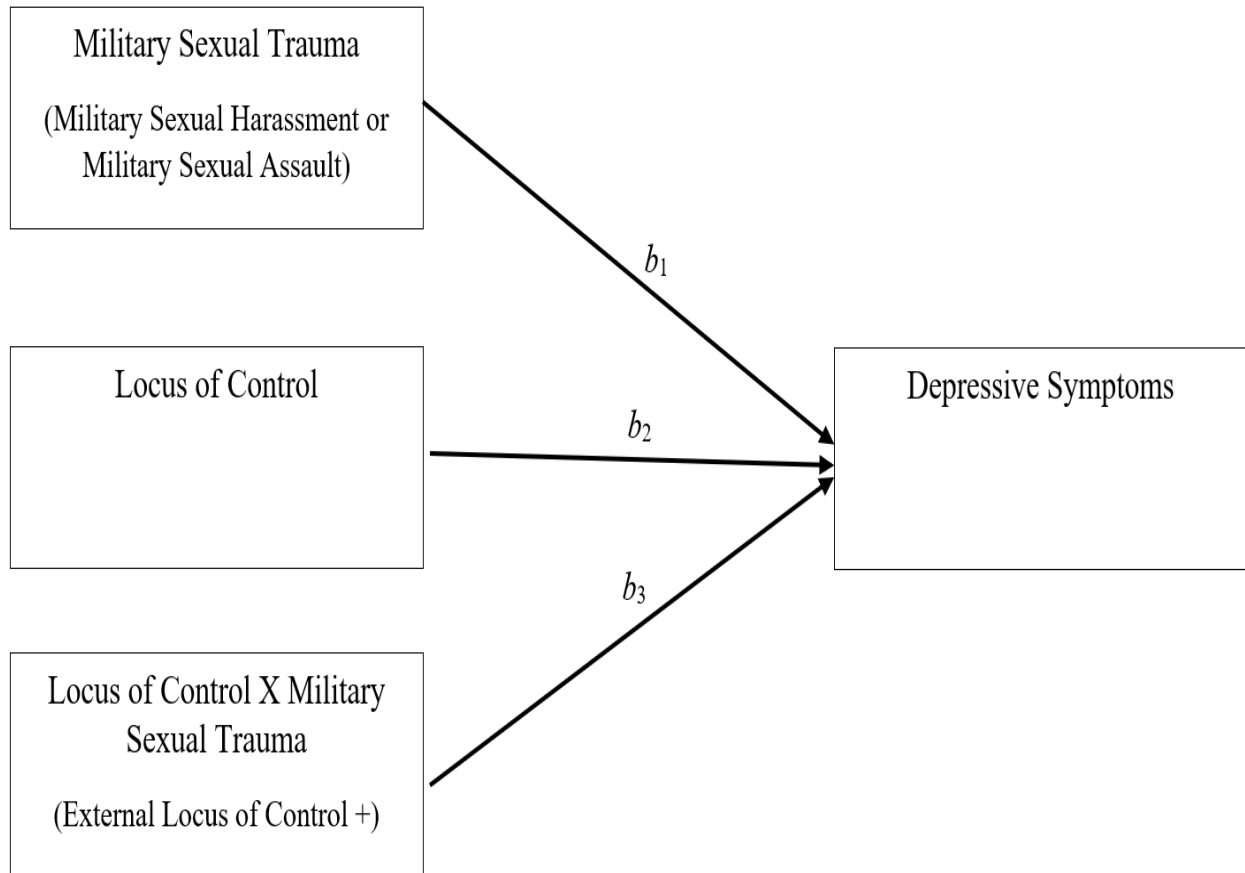 Military Sexual Trauma
(Military Sexual Harassment or
Military Sexual Assault)
b1
Locus of Control
b2
Depressive Symptoms
b3
Locus of Control X Military
Sexual Trauma
(External Locus of Control +)